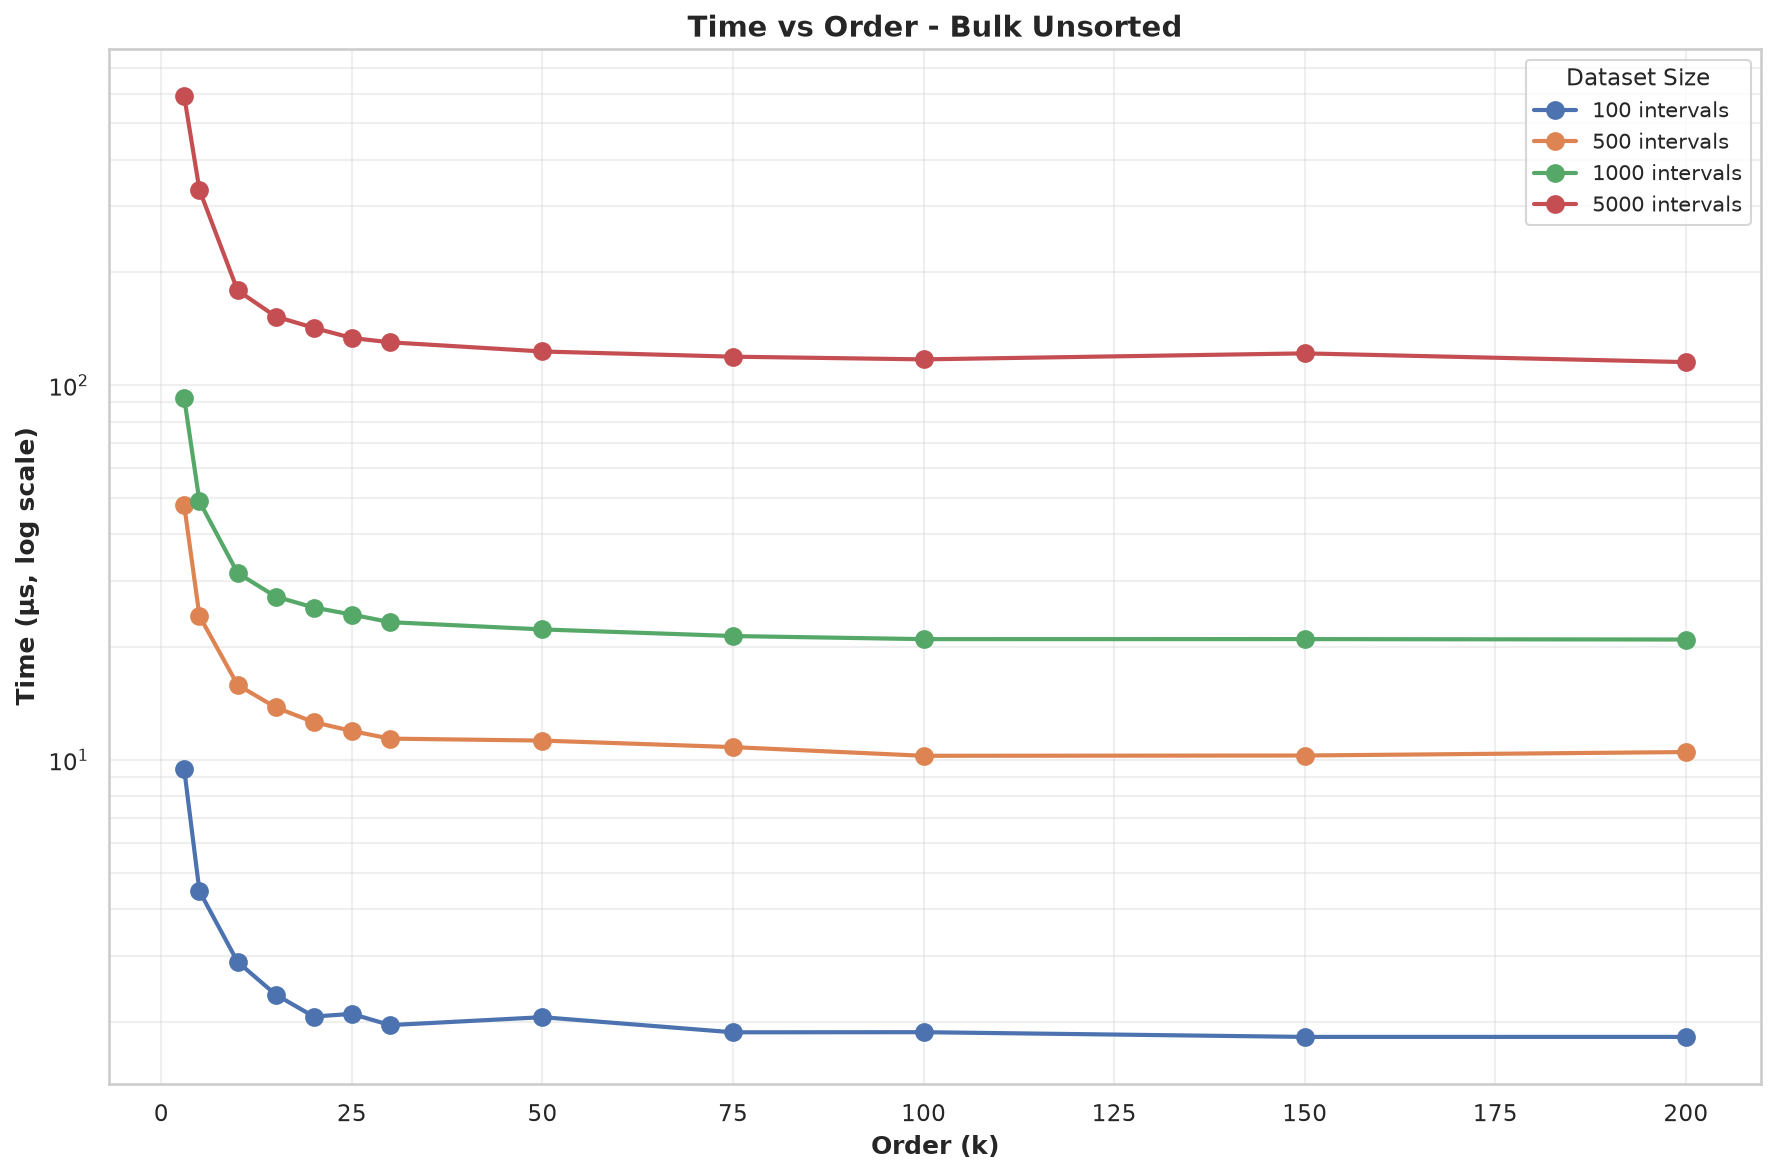 Time vs Order - Bulk Unsorted
Dataset Size
100 intervals
500 intervals
1000 intervals
5000 intervals
Time (μs, log scale)
10²
10¹
0 25 50 75 100 125 150 175 200
Order (k)